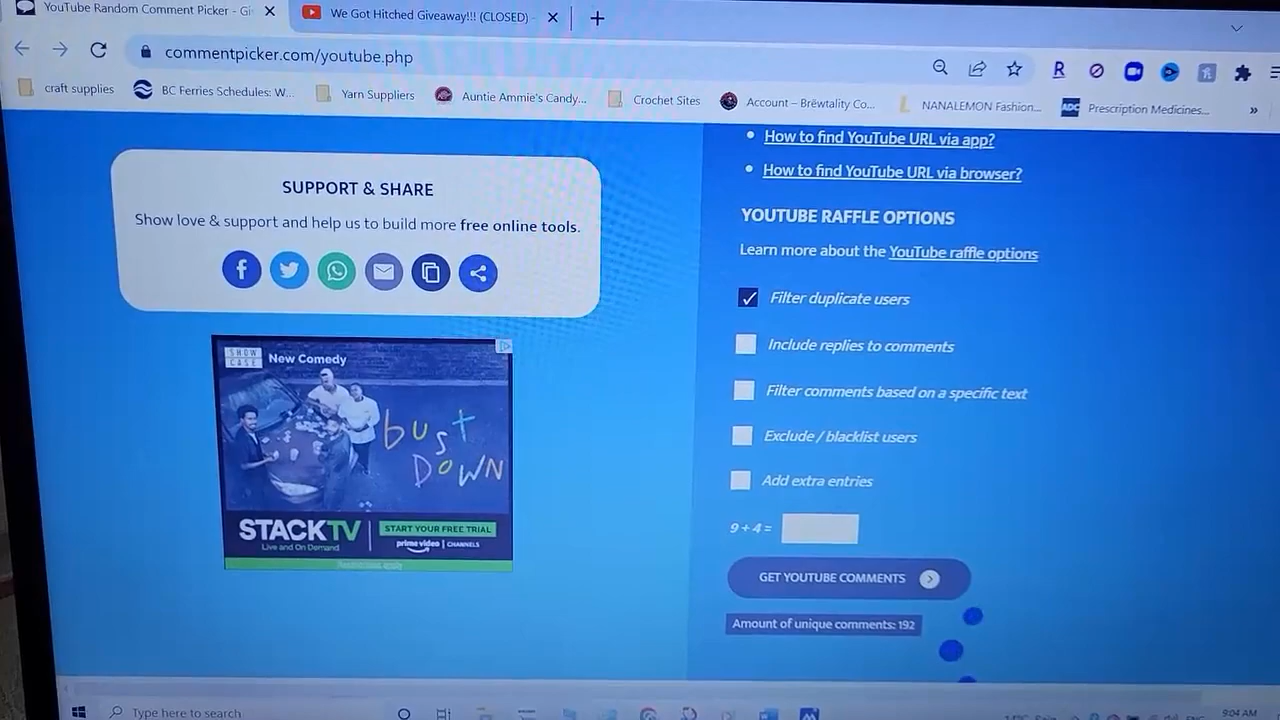 YouTube Random Comment Picker - Gi
We Got Hitched Giveaway!!! (CLOSED) -
commentpicker.com/youtube.php
craft supplies
BC Ferries Schedules: W...
Yarn Suppliers
Auntie Ammie's Candy...
Crochet Sites
Account – Brëwtality Co...
NANALEMON Fashion...
ADC
Prescription Medicines...
»
How to find YouTube URL via app?
How to find YouTube URL via browser?
SUPPORT & SHARE
Show love & support and help us to build more free online tools.
YOUTUBE RAFFLE OPTIONS
Learn more about the YouTube raffle options
Filter duplicate users
Include replies to comments
Filter comments based on a specific text
Exclude / blacklist users
Add extra entries
9 + 4 =
GET YOUTUBE COMMENTS
Amount of unique comments: 192
SHOW
CASE
New Comedy
bust
DOWN
STACKTV
Live and On Demand
START YOUR FREE TRIAL
prime video | CHANNELS
Type here to search
9:04 AM